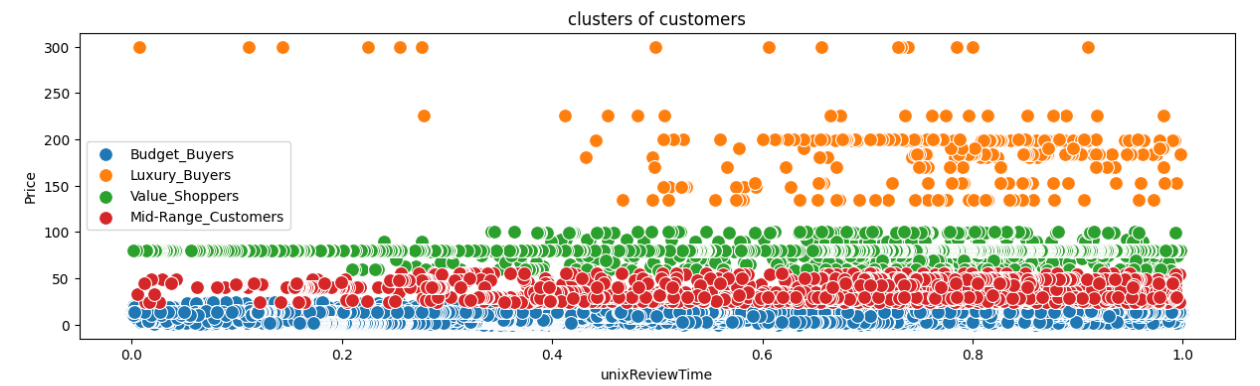 clusters of customers
300
250
200
150
100
50
0
Price
Budget_Buyers
Luxury_Buyers
Value_Shoppers
Mid-Range_Customers
0.0 0.2 0.4 0.6 0.8 1.0
unixReviewTime